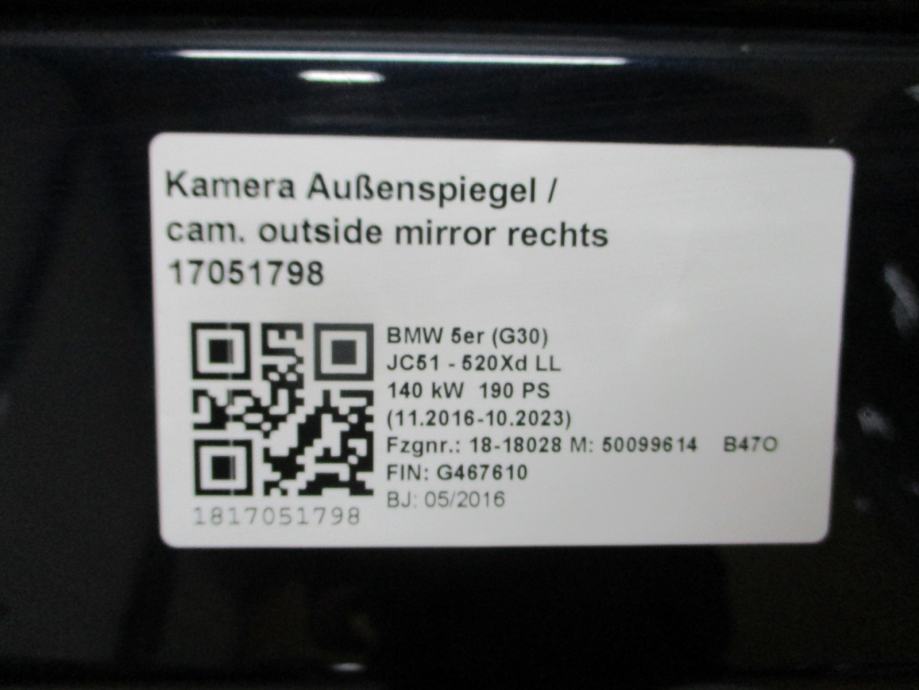 Kamera Außenspiegel /
cam. outside mirror rechts
17051798
BMW 5er (G30)
JC51 - 520Xd LL
140 kW 190 PS
(11.2016-10.2023)
Fzgnr.: 18-18028 M: 50099614 B47O
FIN: G467610
BJ: 05/2016
1817051798